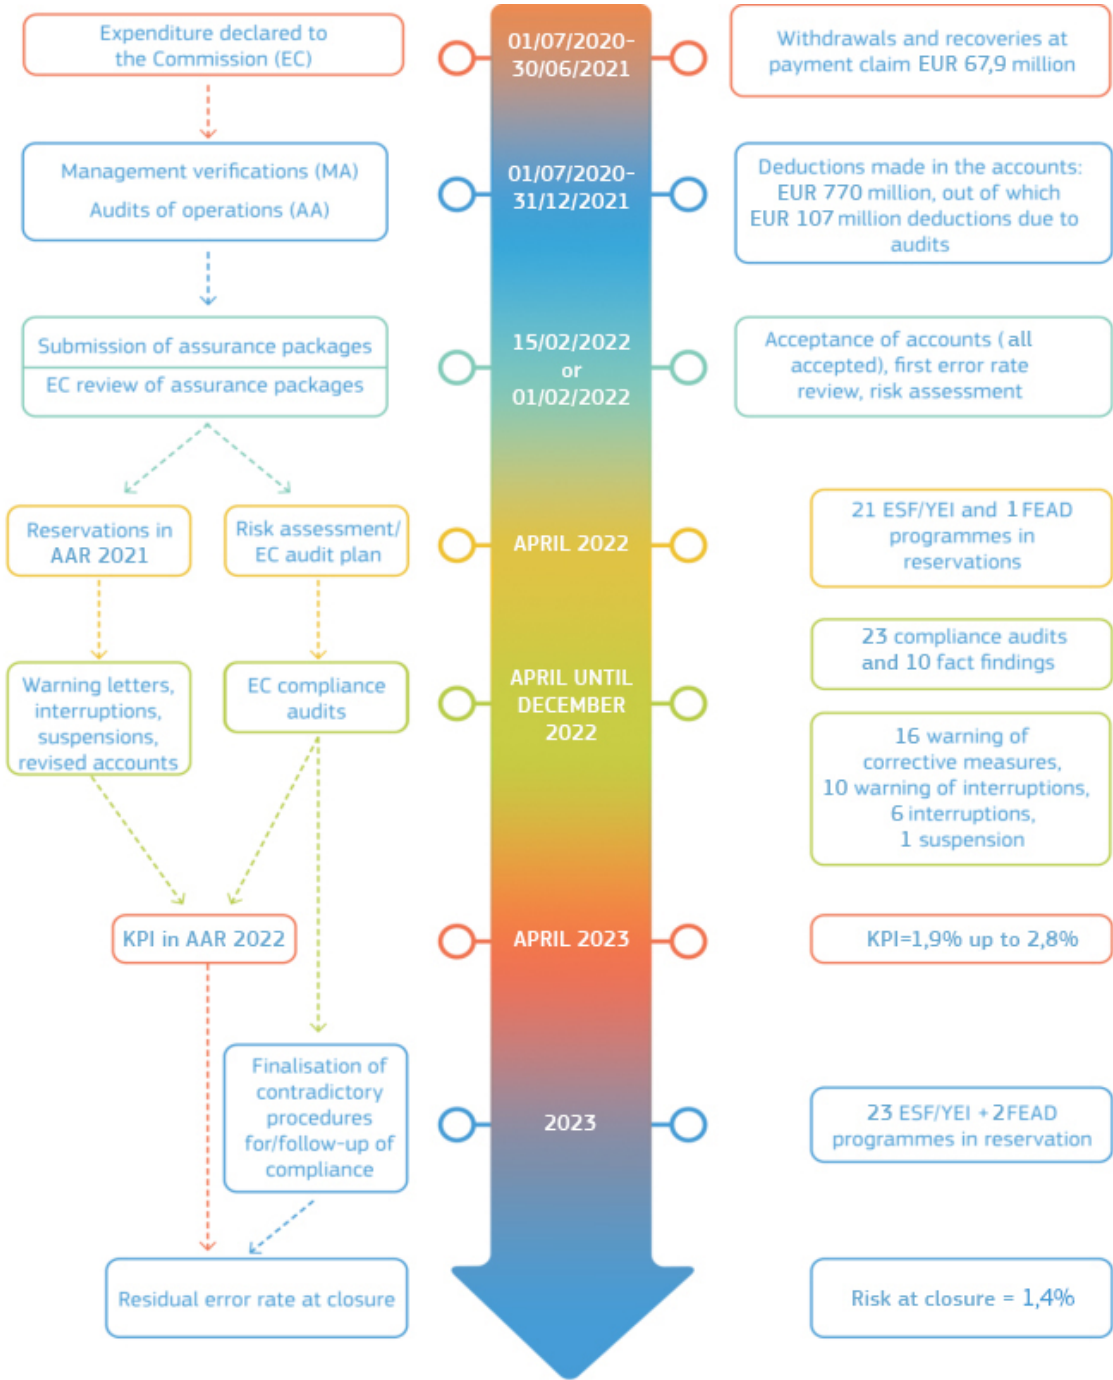 Expenditure declared to
the Commission (EC)
01/07/2020-
30/06/2021
Withdrawals and recoveries at
payment claim EUR 67,9 million
Management verifications (MA)
Audits of operations (AA)
01/07/2020-
31/12/2021
Deductions made in the accounts:
EUR 770 million, out of which
EUR 107 million deductions due to
audits
Submission of assurance packages
EC review of assurance packages
15/02/2022
or
01/02/2022
Acceptance of accounts (all
accepted), first error rate
review, risk assessment
Reservations in
AAR 2021
Risk assessment/
EC audit plan
APRIL 2022
21 ESF/YEI and 1 FEAD
programmes in
reservations
Warning letters,
interruptions,
suspensions,
revised accounts
EC compliance
audits
APRIL UNTIL
DECEMBER
2022
23 compliance audits
and 10 fact findings
16 warning of
corrective measures,
10 warning of interruptions,
6 interruptions,
1 suspension
KPI in AAR 2022
APRIL 2023
KPI=1,9% up to 2,8%
Finalisation of
contradictory
procedures
for/follow-up of
compliance
2023
23 ESF/YEI +2FEAD
programmes in reservation
Residual error rate at closure
Risk at closure = 1,4%